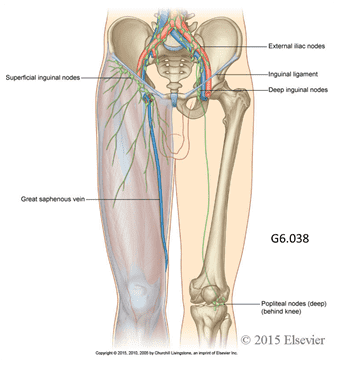 External iliac nodes
Superficial inguinal nodes
Inguinal ligament
Deep inguinal nodes
Great saphenous vein
G6.038
Popliteal nodes (deep)
(behind knee)
© 2015 Elsevier
Copyright © 2015, 2010, 2005 by Churchill Livingstone, an imprint of Elsevier Inc.